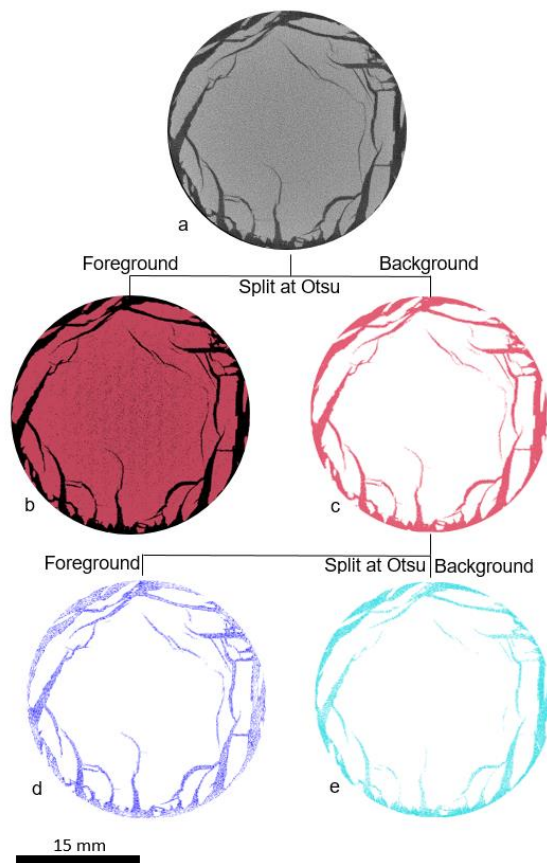 a
Foreground
Background
Split at Otsu
b
c
Foreground
Split at Otsu
Background
d
e
15 mm